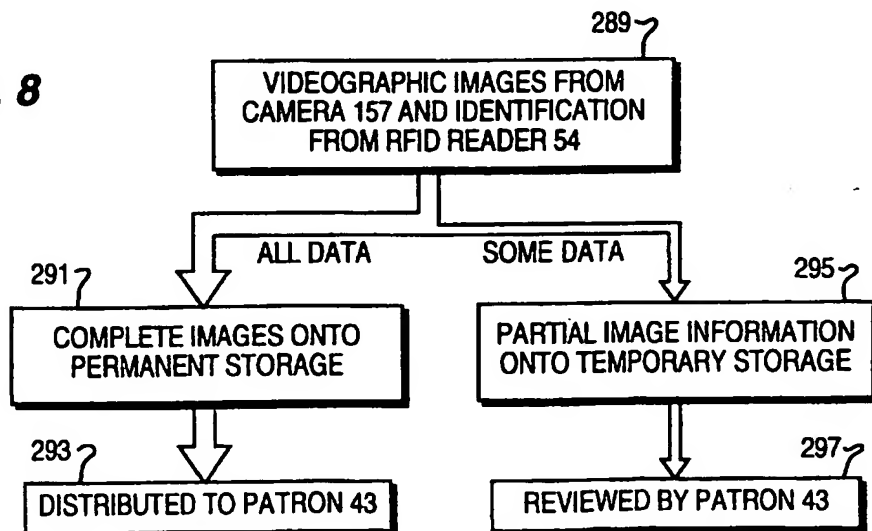 8
289
VIDEOGRAPHIC IMAGES FROM
CAMERA 157 AND IDENTIFICATION
FROM RFID READER 54
ALL DATA
SOME DATA
291
COMPLETE IMAGES ONTO
PERMANENT STORAGE
295
PARTIAL IMAGE INFORMATION
ONTO TEMPORARY STORAGE
293
DISTRIBUTED TO PATRON 43
297
REVIEWED BY PATRON 43